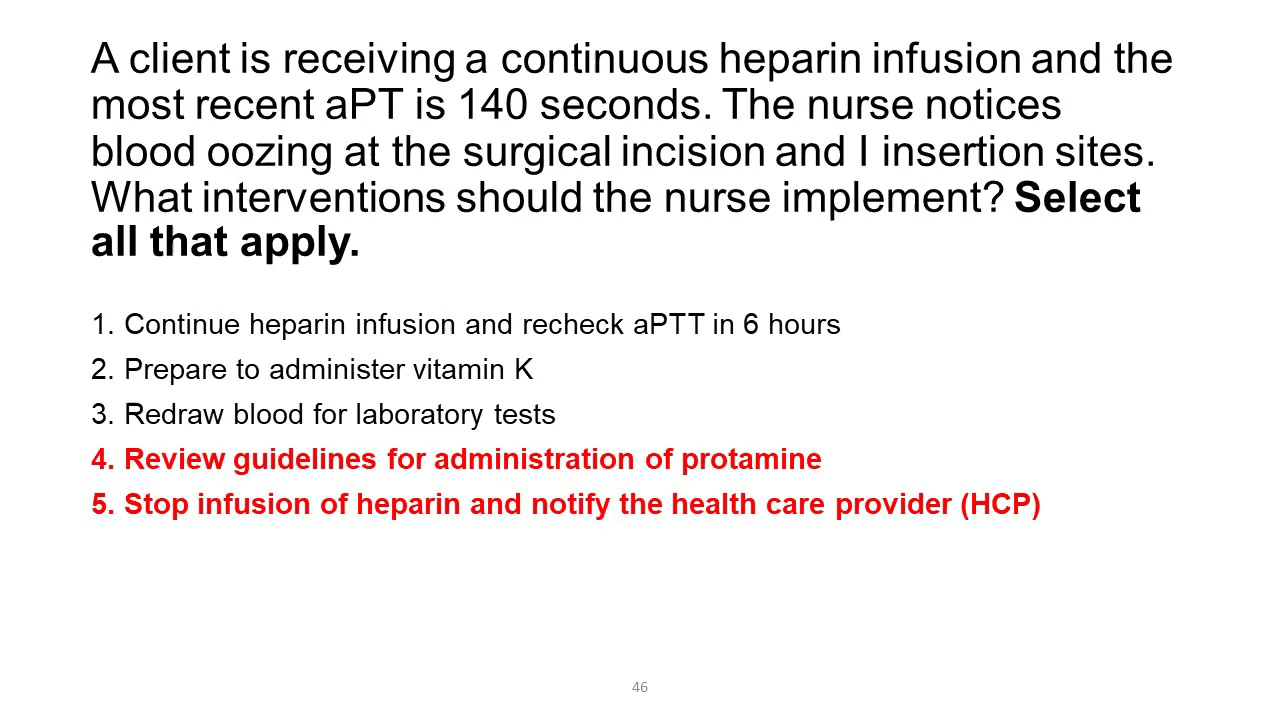 A client is receiving a continuous heparin infusion and the
most recent aPT is 140 seconds. The nurse notices
blood oozing at the surgical incision and I insertion sites.
What interventions should the nurse implement? Select
all that apply.
1. Continue heparin infusion and recheck aPTT in 6 hours
2. Prepare to administer vitamin K
3. Redraw blood for laboratory tests
4. Review guidelines for administration of protamine
5. Stop infusion of heparin and notify the health care provider (HCP)
46